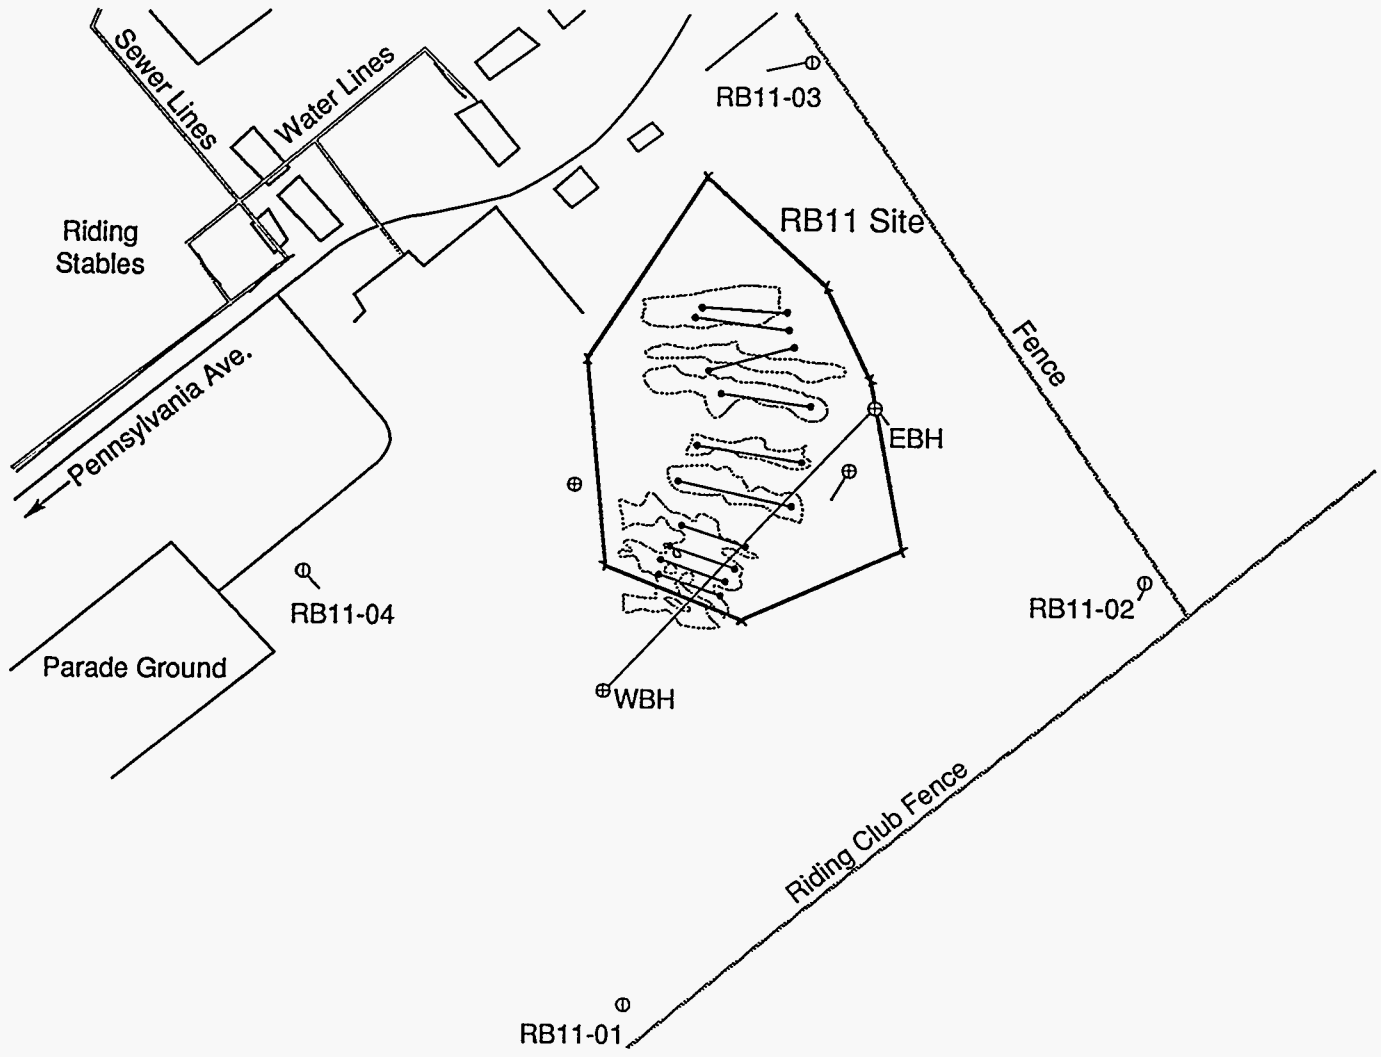 Sewer Lines
Water Lines
RB11-03
RB11 Site
Riding
Stables
Fence
Pennsylvania Ave.
EBH
RB11-04
RB11-02
Parade Ground
WBH
Riding Club Fence
RB11-01